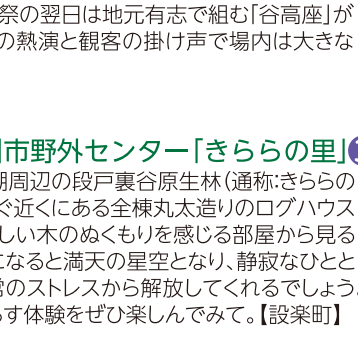 祭の翌日は地元有志で組む「谷高座」が
の熱演と観客の掛け声で場内は大きな
市野外センター「きららの里」
湖周辺の段戸裏谷原生林（通称：きららの
ぐ近くにある全棟丸太造りのログハウス
しい木のぬくもりを感じる部屋から見る
になると満天の星空となり、静寂なひとと
常のストレスから解放してくれるでしょう
らす体験をぜひ楽しんでみて。【設楽町】